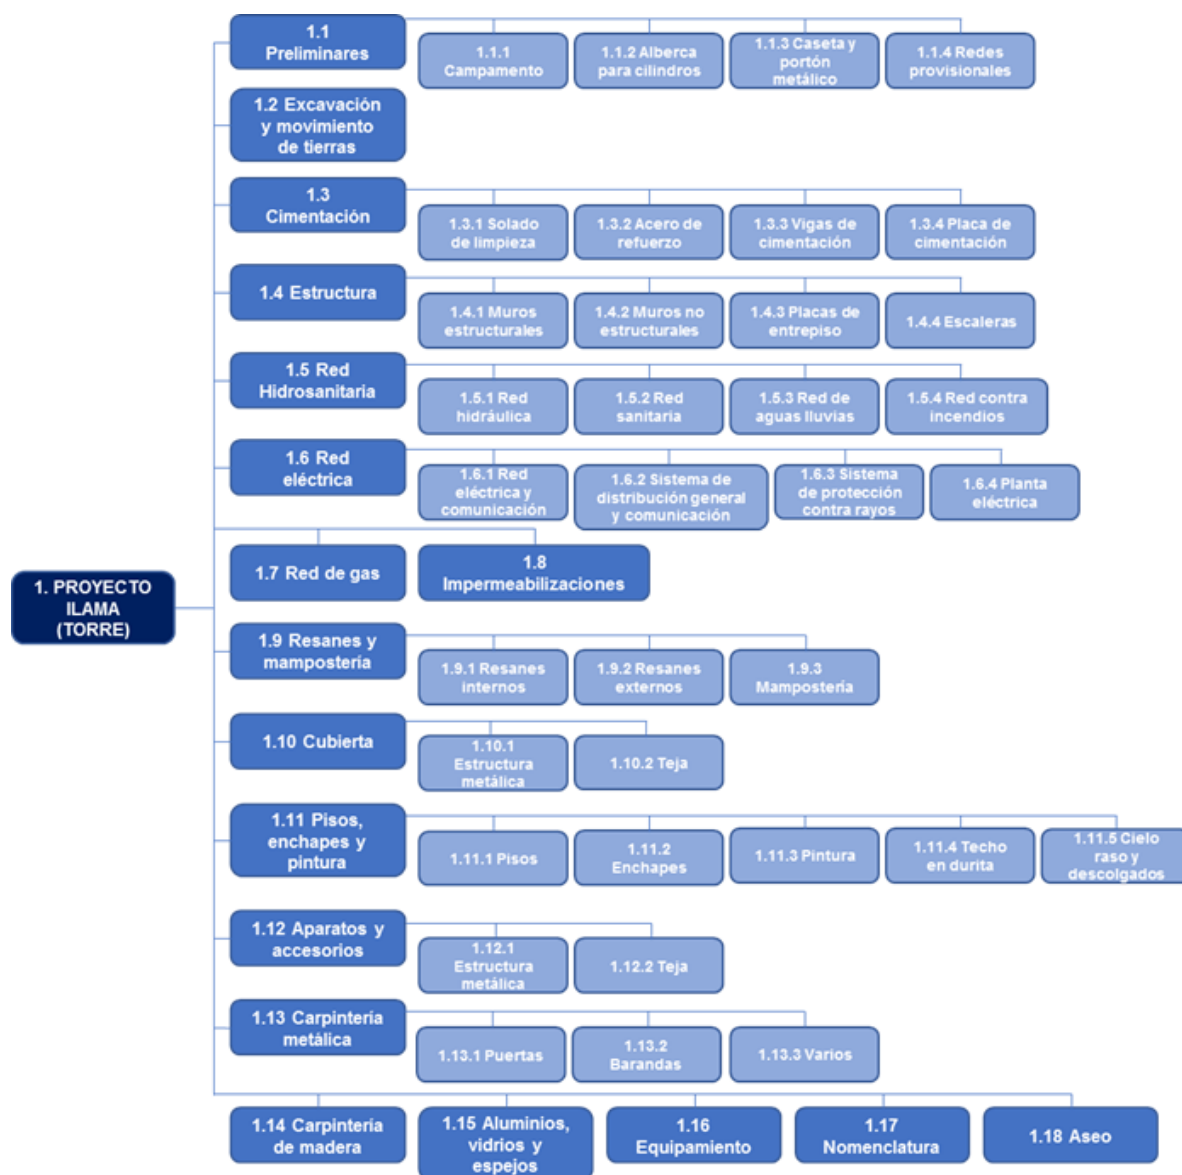 1.1
Preliminares
1.1.1
Campamento
1.1.2 Alberca
para cilindros
1.1.3 Caseta y
portón
metálico
1.1.4 Redes
provisionales
1.2 Excavación
y movimiento
de tierras
1.3
Cimentación
1.3.1 Solado
de limpieza
1.3.2 Acero de
refuerzo
1.3.3 Vigas de
cimentación
1.3.4 Placa de
cimentación
1.4 Estructura
1.4.1 Muros
estructurales
1.4.2 Muros no
estructurales
1.4.3 Placas de
entrepiso
1.4.4 Escaleras
1.5 Red
Hidrosanitaria
1.5.1 Red
hidráulica
1.5.2 Red
sanitaria
1.5.3 Red de
aguas lluvias
1.5.4 Red contra
incendios
1.6 Red
eléctrica
1.6.1 Red
eléctrica y
comunicación
1.6.2 Sistema de
distribución general
y comunicación
1.6.3 Sistema
de protección
contra rayos
1.6.4 Planta
eléctrica
1. PROYECTO
ILAMA
(TORRE)
1.7 Red de gas
1.8
Impermeabilizaciones
1.9 Resanes y
mampostería
1.9.1 Resanes
internos
1.9.2 Resanes
externos
1.9.3
Mampostería
1.10 Cubierta
1.10.1
Estructura
metálica
1.10.2 Teja
1.11 Pisos,
enchapes y
pintura
1.11.1 Pisos
1.11.2
Enchapes
1.11.3 Pintura
1.11.4 Techo
en durita
1.11.5 Cielo
raso y
descolgados
1.12 Aparatos y
accesorios
1.12.1
Estructura
metálica
1.12.2 Teja
1.13 Carpintería
metálica
1.13.1 Puertas
1.13.2
Barandas
1.13.3 Varios
1.14 Carpintería
de madera
1.15 Aluminios,
vidrios y
espejos
1.16
Equipamiento
1.17
Nomenclatura
1.18 Aseo